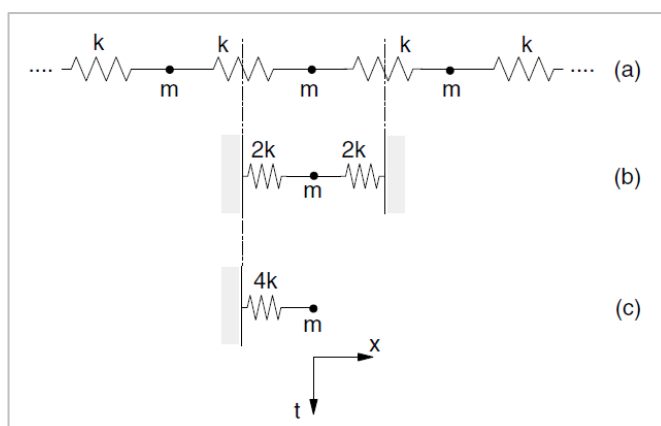 k k k k
.... .... (a)
m m m
2k 2k
m (b)
4k
m (c)
x
t